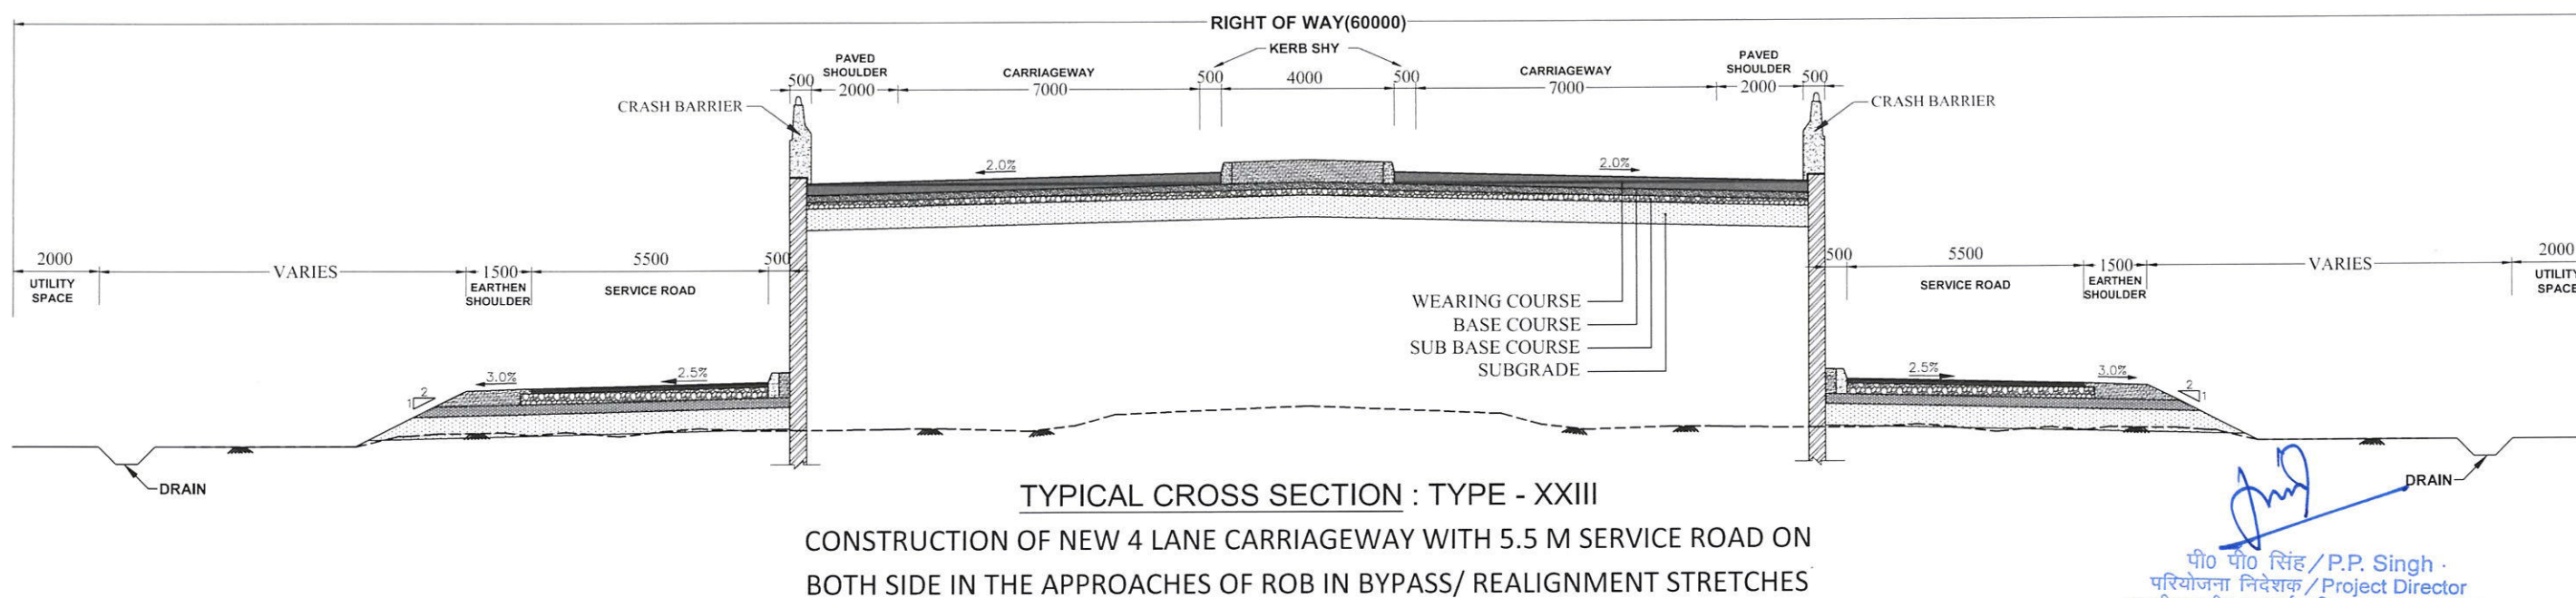 RIGHT OF WAY(60000)
KERB SHY
PAVED
SHOULDER
CARRIAGEWAY
CARRIAGEWAY
PAVED
SHOULDER
500
2000
7000
500
4000
500
7000
2000
500
CRASH BARRIER
CRASH BARRIER
2.0%
2.0%
2000
VARIES
1500
5500
500
500
5500
1500
VARIES
2000
UTILITY
SPACE
EARTHEN
SHOULDER
SERVICE ROAD
SERVICE ROAD
EARTHEN
SHOULDER
UTILITY
SPACE
WEARING COURSE
BASE COURSE
SUB BASE COURSE
SUBGRADE
3.0%
2.5%
2.5%
3.0%
2
1
2
1
DRAIN
DRAIN
TYPICAL CROSS SECTION : TYPE - XXIII
CONSTRUCTION OF NEW 4 LANE CARRIAGEWAY WITH 5.5 M SERVICE ROAD ON
BOTH SIDE IN THE APPROACHES OF ROB IN BYPASS/ REALIGNMENT STRETCHES
पी0 पी0 सिंह/P.P. Singh
परियोजना निदेशक/Project Director